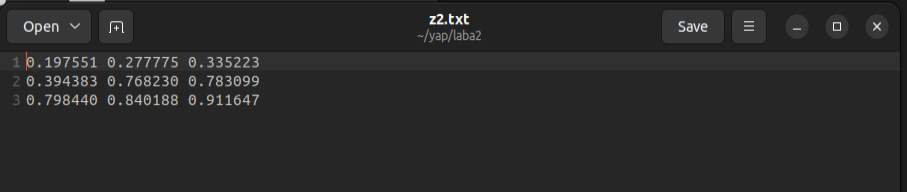 Open
z2.txt
~/yap/laba2
Save
1 0.197551 0.277775 0.335223
2 0.394383 0.768230 0.783099
3 0.798440 0.840188 0.911647